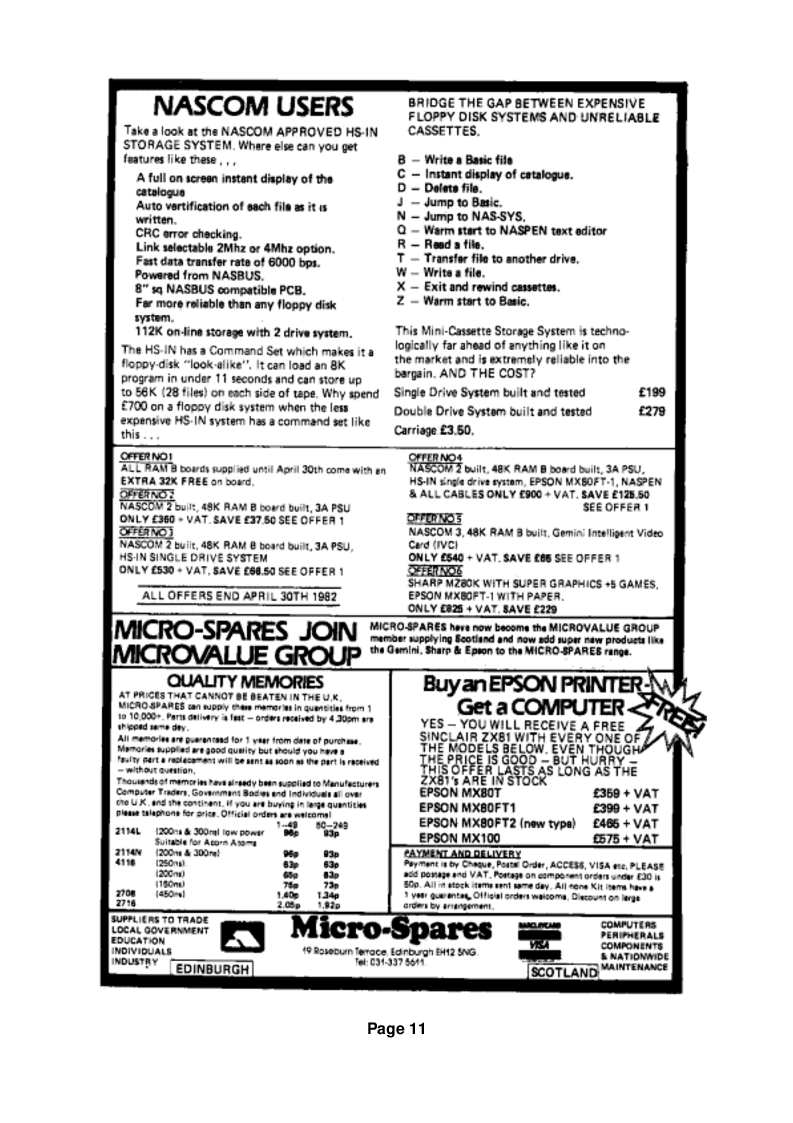 NASCOM USERS
Take a look at the NASCOM APPROVED HS-IN
STORAGE SYSTEM. Where else can you get
features like these . . .
A full on screen instant display of the
catalogue
Auto vertification of each file as it is
written.
CRC error checking.
Link selectable 2Mhz or 4Mhz option.
Fast data transfer rate of 6000 bps.
Powered from NASBUS.
8" sq NASBUS compatible PCB.
Far more reliable than any floppy disk
system.
112K on-line storage with 2 drive system.
The HS-IN has a Command Set which makes it a
floppy-disk "look-alike". It can load an 8K
program in under 11 seconds and can store up
to 56K (28 files) on each side of tape. Why spend
£700 on a floppy disk system when the less
expensive HS-IN system has a command set like
this . . .
BRIDGE THE GAP BETWEEN EXPENSIVE
FLOPPY DISK SYSTEMS AND UNRELIABLE
CASSETTES.
B — Write a Basic file
C — Instant display of catalogue.
D — Delete file.
J — Jump to Basic.
N — Jump to NAS-SYS.
Q — Warm start to NASPEN text editor
R — Read a file.
T — Transfer file to another drive.
W — Write a file.
X — Exit and rewind cassettes.
Z — Warm start to Basic.
This Mini-Cassette Storage System is techno-
logically far ahead of anything like it on
the market and is extremely reliable into the
bargain. AND THE COST?
Single Drive System built and tested £199
Double Drive System built and tested £279
Carriage £3.50.
OFFER NO 1
ALL RAM B boards supplied until April 30th come with an
EXTRA 32K FREE on board.
OFFER NO 2
NASCOM 2 built, 48K RAM B board built, 3A PSU
ONLY £360 + VAT. SAVE £37.50 SEE OFFER 1
OFFER NO 3
NASCOM 2 built, 48K RAM B board built, 3A PSU,
HS-IN SINGLE DRIVE SYSTEM
ONLY £530 + VAT. SAVE £66.50 SEE OFFER 1
ALL OFFERS END APRIL 30TH 1982
OFFER NO 4
NASCOM 2 built, 48K RAM B board built, 3A PSU,
HS-IN single drive system, EPSON MX80FT-1, NASPEN
& ALL CABLES ONLY £900 + VAT. SAVE £125.50
SEE OFFER 1
OFFER NO 5
NASCOM 3, 48K RAM B built, Gemini Intelligent Video
Card (IVC)
ONLY £540 + VAT. SAVE £65 SEE OFFER 1
OFFER NO 6
SHARP MZ80K WITH SUPER GRAPHICS +5 GAMES,
EPSON MX80FT-1 WITH PAPER.
ONLY £825 + VAT. SAVE £229
MICRO-SPARES JOIN
MICROVALUE GROUP
MICRO-SPARES have now become the MICROVALUE GROUP
member supplying Scotland and now add super new products like
the Gemini, Sharp & Epson to the MICRO-SPARES range.
QUALITY MEMORIES
AT PRICES THAT CANNOT BE BEATEN IN THE U.K.
MICRO-SPARES can supply these memories in quantities from 1
to 10,000+. Parts delivery is fast — orders received by 4.30pm are
shipped same day.
All memories are guaranteed for 1 year from date of purchase.
Memories supplied are good quality but should you have a
faulty part a replacement will be sent as soon as the part is received
— without question.
Thousands of memories have already been supplied to Manufacturers
Computer Traders, Government Bodies and Individuals all over
the U.K. and the continent. If you are buying in large quantities
please telephone for price. Official orders are welcome!
1-49 50-249
2114L (200ns & 300ns) low power 96p 93p
Suitable for Acorn Atoms
2114N (200ns & 300ns) 96p 93p
4116 (250ns) 63p 63p
(200ns) 65p 63p
(150ns) 75p 73p
2708 (450ns) 1.40p 1.34p
2716 2.05p 1.92p
Buy an EPSON PRINTER-
Get a COMPUTER
FREE!
YES — YOU WILL RECEIVE A FREE
SINCLAIR ZX81 WITH EVERY ONE OF
THE MODELS BELOW. EVEN THOUGH
THE PRICE IS GOOD — BUT HURRY —
THIS OFFER LASTS AS LONG AS THE
ZX81's ARE IN STOCK
EPSON MX80T £359 + VAT
EPSON MX80FT1 £399 + VAT
EPSON MX80FT2 (new type) £465 + VAT
EPSON MX100 £575 + VAT
PAYMENT AND DELIVERY
Payment is by Cheque, Postal Order, ACCESS, VISA etc, PLEASE
add postage and VAT. Postage on component orders under £30 is
50p. All in stock items sent same day. All none Kit items have a
1 year guarantee. Official orders welcome. Discount on large
orders by arrangement.
SUPPLIERS TO TRADE
LOCAL GOVERNMENT
EDUCATION
INDIVIDUALS
INDUSTRY
EDINBURGH
Micro-Spares
19 Roseburn Terrace, Edinburgh EH12 5NG.
Tel: 031-337 5611.
BARCLAYCARD
VISA
SCOTLAND
COMPUTERS
PERIPHERALS
COMPONENTS
& NATIONWIDE
MAINTENANCE
Page 11